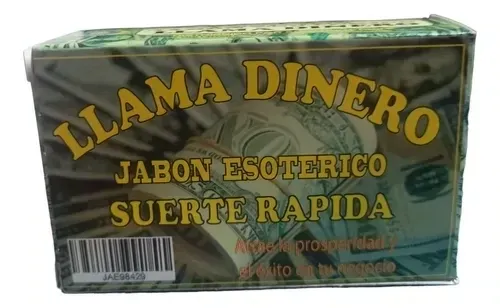 LLAMA DINERO
JABON ESOTERICO
SUERTE RAPIDA
Atrae la prosperidad y
el éxito en tu negocio
JAE98429